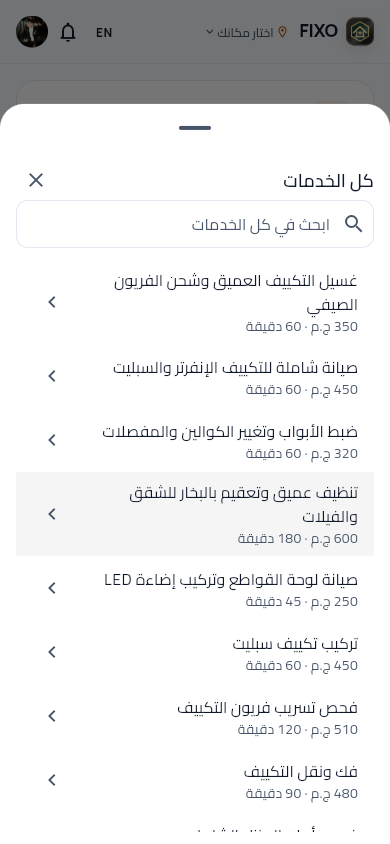 FIXO
اختار مكانك
EN
كل الخدمات
ابحث في كل الخدمات
غسيل التكييف العميق وشحن الفريون
الصيفي
350 ج.م · 60 دقيقة
صيانة شاملة للتكييف الإنفرتر والسبليت
450 ج.م · 60 دقيقة
ضبط الأبواب وتغيير الكوالين والمفصلات
320 ج.م · 60 دقيقة
تنظيف عميق وتعقيم بالبخار للشقق
والفيلات
600 ج.م · 180 دقيقة
صيانة لوحة القواطع وتركيب إضاءة LED
250 ج.م · 45 دقيقة
تركيب تكييف سبليت
450 ج.م · 60 دقيقة
فحص تسريب فريون التكييف
510 ج.م · 120 دقيقة
فك ونقل التكييف
480 ج.م · 90 دقيقة